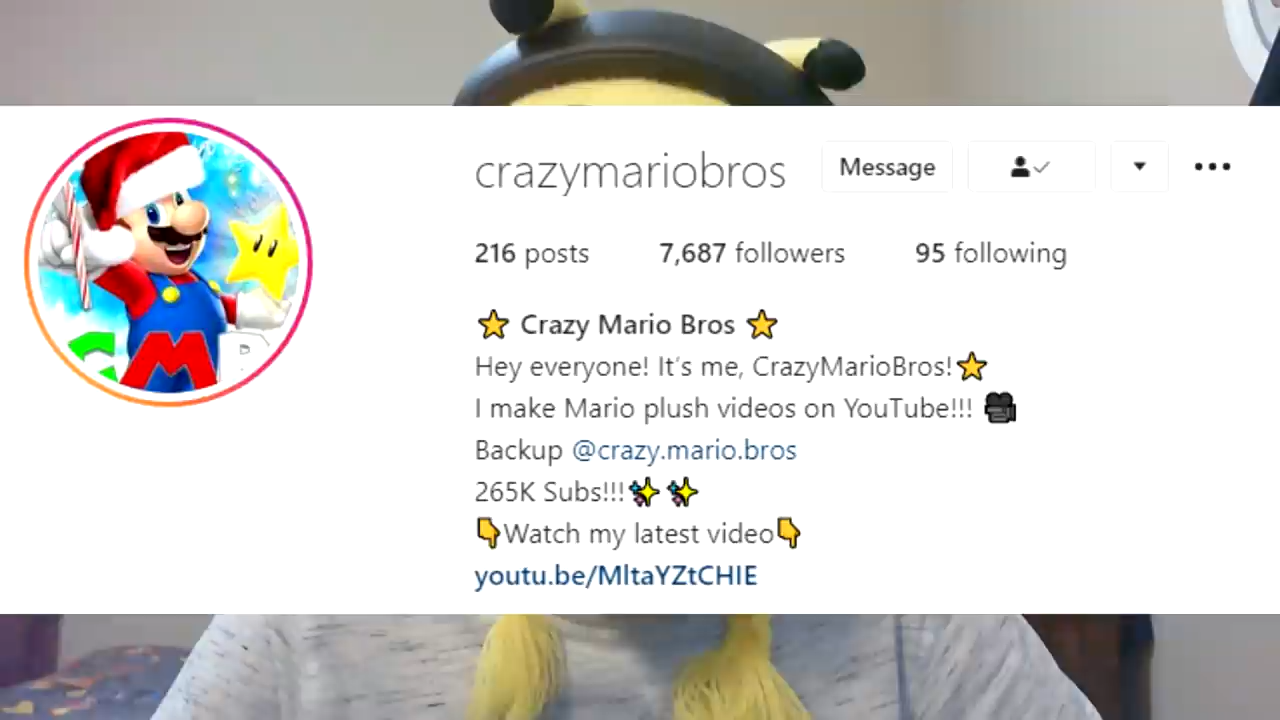 crazymariobros Message
216 posts 7,687 followers 95 following
⭐ Crazy Mario Bros ⭐
Hey everyone! It's me, CrazyMarioBros!⭐
I make Mario plush videos on YouTube!!! 🎥
Backup @crazy.mario.bros
265K Subs!!!✨ ✨
👇Watch my latest video👇
youtu.be/MltaYZtCHIE